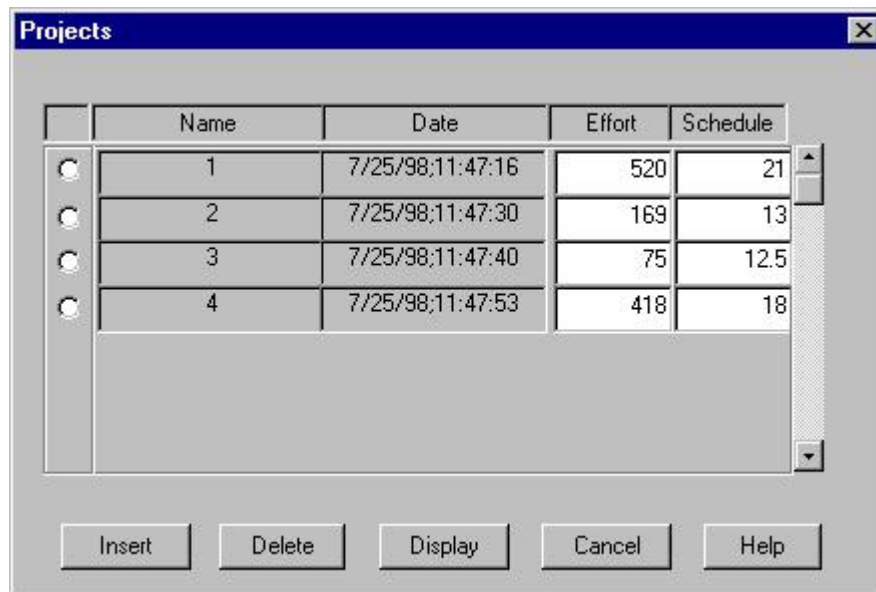 Projects
Name Date Effort Schedule
1 7/25/98;11:47:16 520 21
2 7/25/98;11:47:30 169 13
3 7/25/98;11:47:40 75 12.5
4 7/25/98;11:47:53 418 18
Insert Delete Display Cancel Help